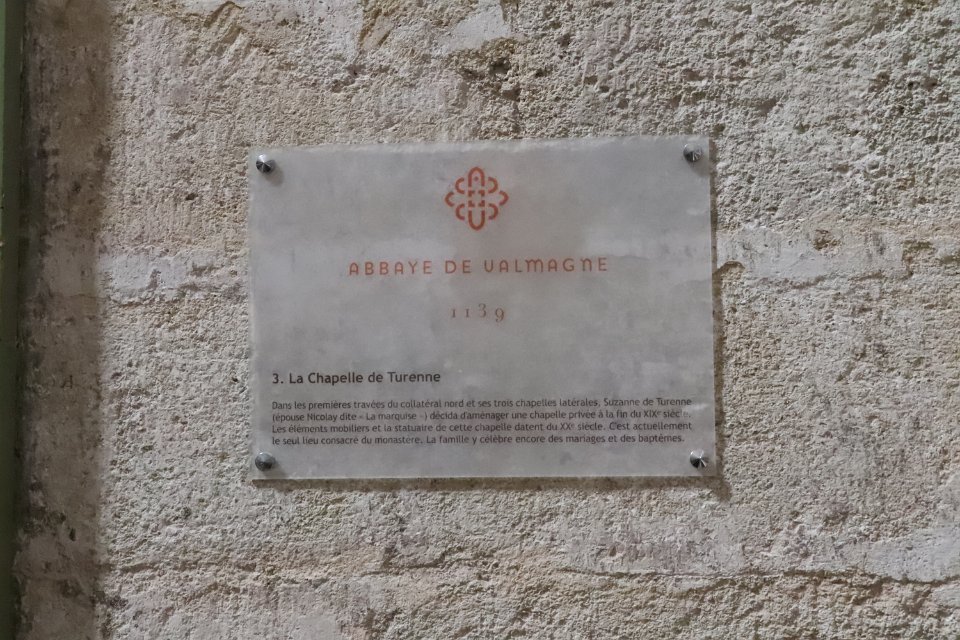 ABBAYE DE VALMAGNE
1139
3. La Chapelle de Turenne
Dans les premières travées du collatéral nord et ses trois chapelles latérales, Suzanne de Turenne
(épouse Nicolay dite « La marquise ») décida d'aménager une chapelle privée à la fin du XIXe siècle.
Les éléments mobiliers et la statuaire de cette chapelle datent du XXe siècle. C'est actuellement
le seul lieu consacré du monastère. La famille y célèbre encore des mariages et des baptêmes.